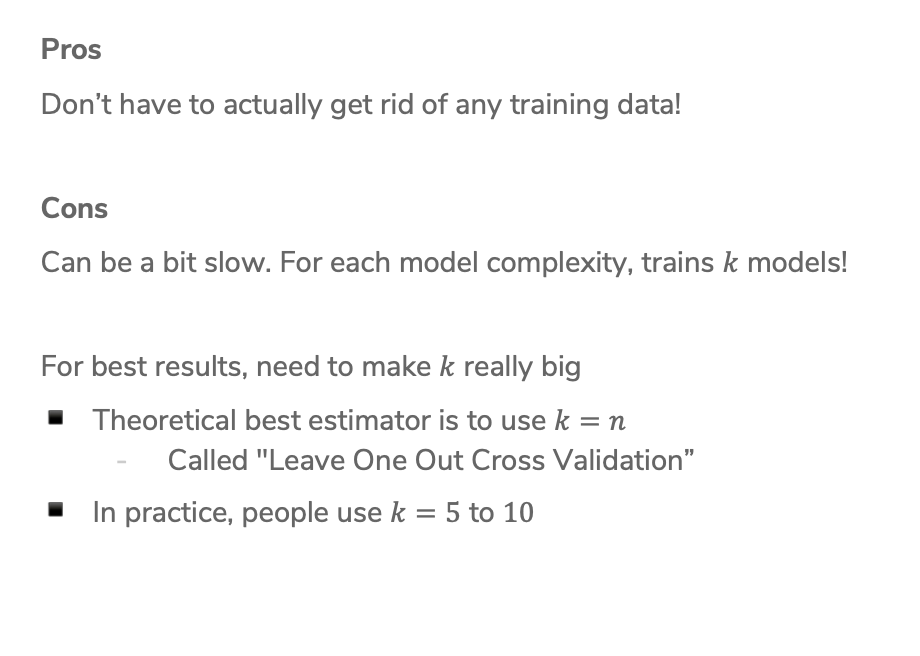 Pros
Don’t have to actually get rid of any training data!
Cons
Can be a bit slow. For each model complexity, trains k models!
For best results, need to make k really big
▪ Theoretical best estimator is to use k = n
- Called "Leave One Out Cross Validation”
▪ In practice, people use k = 5 to 10